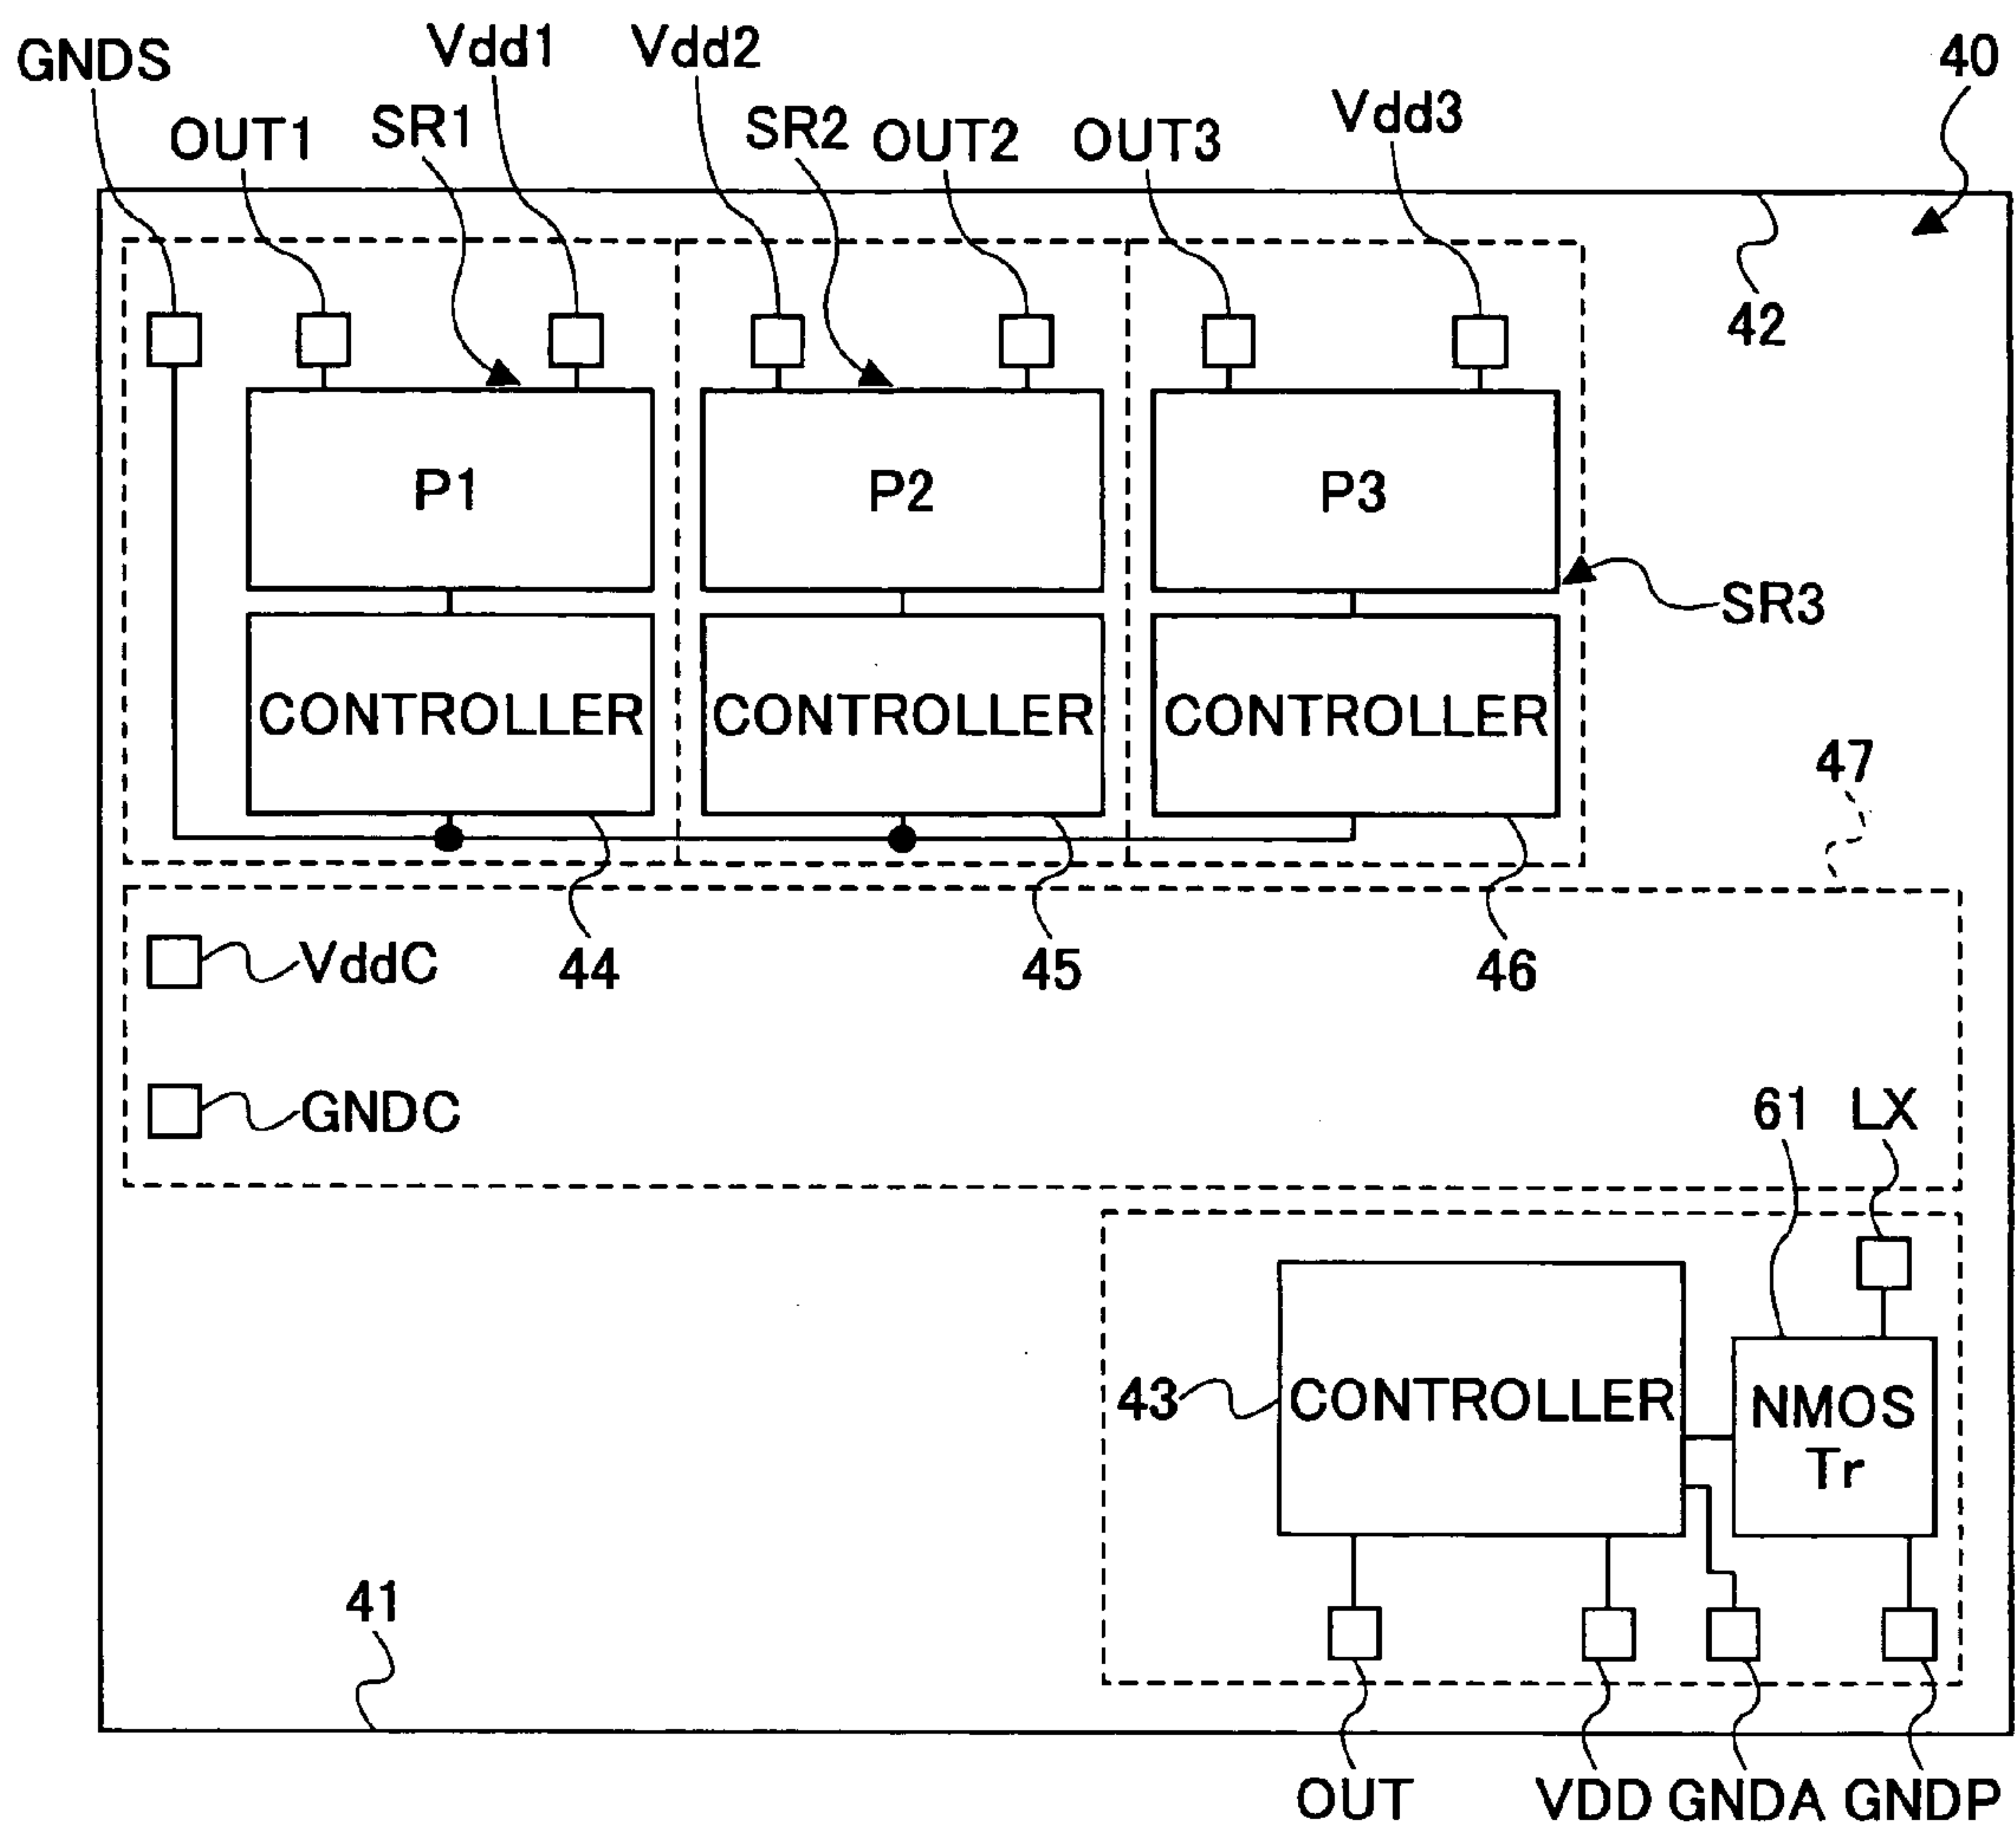 GNDS
Vdd1
Vdd2
40
OUT1
SR1
SR2
OUT2
OUT3
Vdd3
42
P1
P2
P3
SR3
CONTROLLER
CONTROLLER
CONTROLLER
47
VddC
44
45
46
GNDC
61
LX
43
CONTROLLER
NMOS
Tr
41
OUT
VDD
GNDA
GNDP